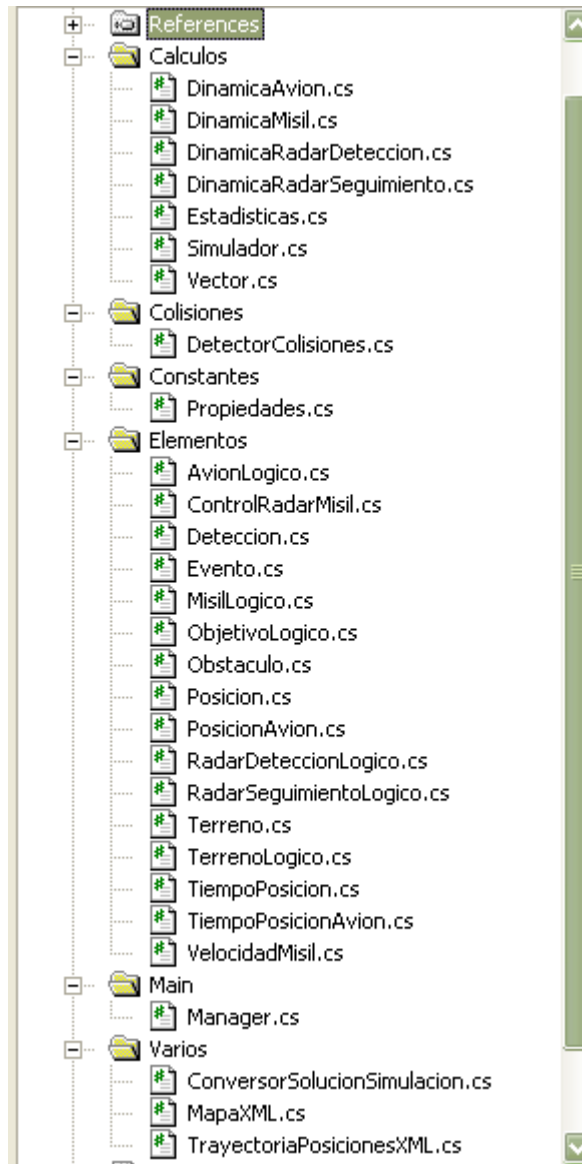 References
Calculos
DinamicaAvion.cs
DinamicaMisil.cs
DinamicaRadarDeteccion.cs
DinamicaRadarSeguimiento.cs
Estadisticas.cs
Simulador.cs
Vector.cs
Colisiones
DetectorColisiones.cs
Constantes
Propiedades.cs
Elementos
AvionLogico.cs
ControlRadarMisil.cs
Deteccion.cs
Evento.cs
MisilLogico.cs
ObjetivoLogico.cs
Obstaculo.cs
Posicion.cs
PosicionAvion.cs
RadarDeteccionLogico.cs
RadarSeguimientoLogico.cs
Terreno.cs
TerrenoLogico.cs
TiempoPosicion.cs
TiempoPosicionAvion.cs
VelocidadMisil.cs
Main
Manager.cs
Varios
ConversorSolucionSimulacion.cs
MapaXML.cs
TrayectoriaPosicionesXML.cs